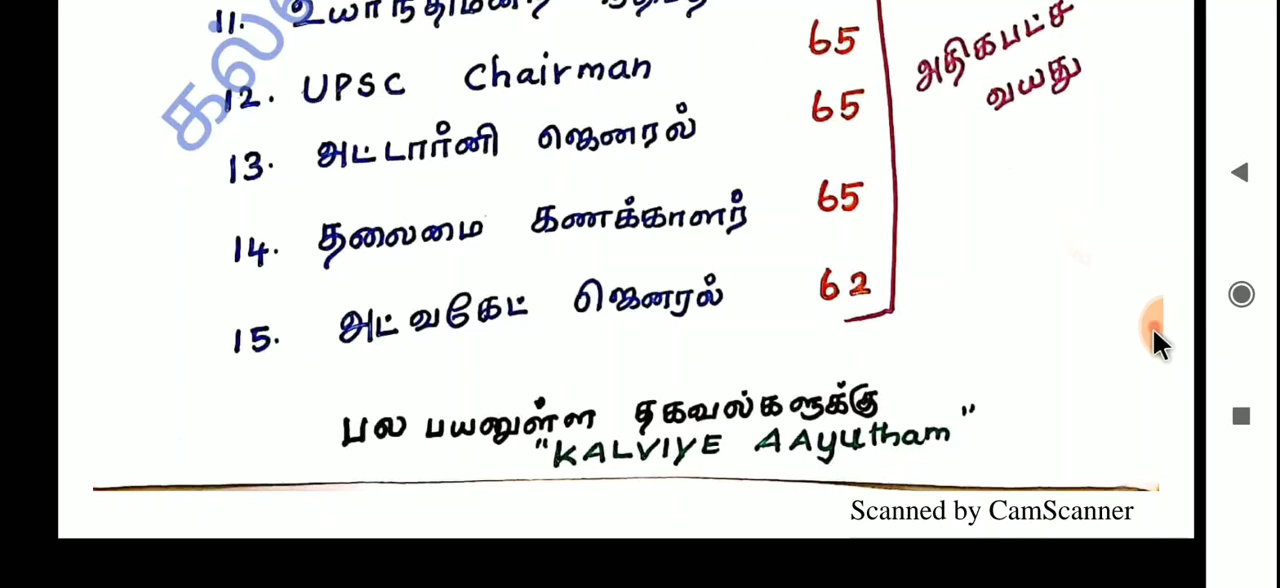 11.
65
12. UPSC Chairman
அதிகபட்ச
வயது
65
13. அட்டார்னி ஜெனரல்
65
14. தலைமை கணக்காளர்
62
15. அட்வகேட் ஜெனரல்
பல பயனுள்ள தகவல்களுக்கு
"KALVIYE AAyutham"
Scanned by CamScanner